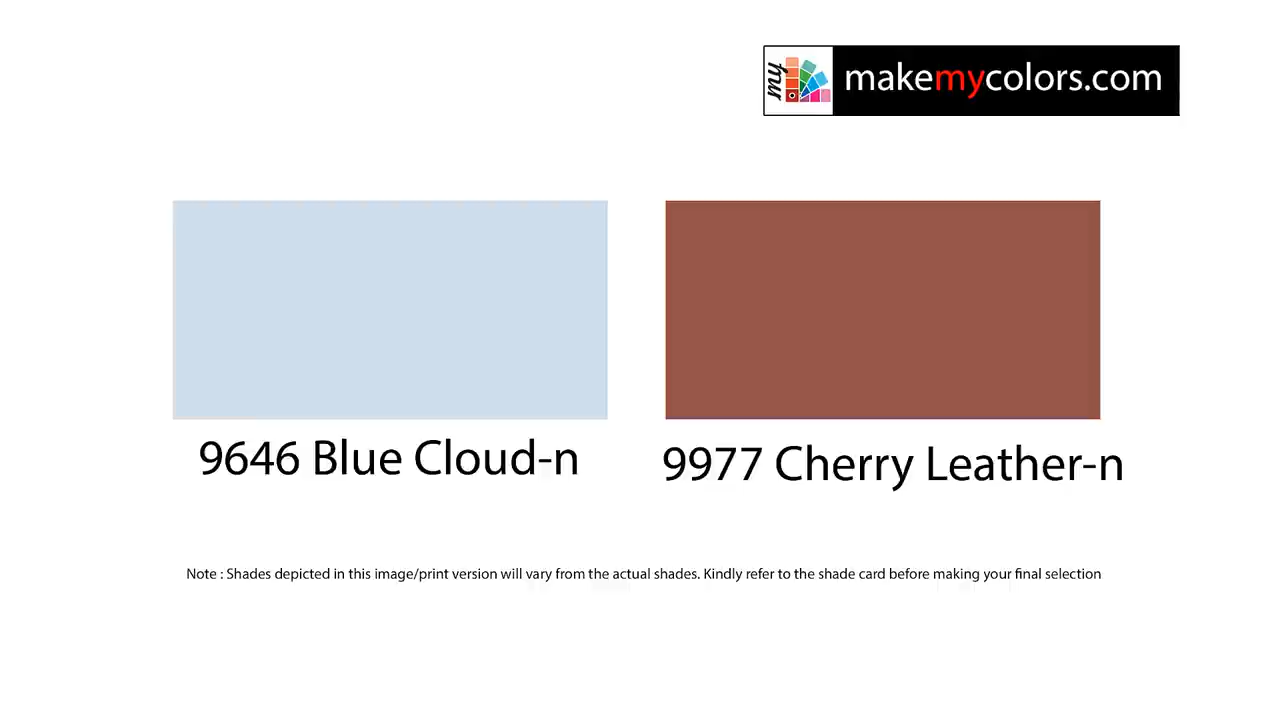 my
makemycolors.com
9646 Blue Cloud-n
9977 Cherry Leather-n
Note : Shades depicted in this image/print version will vary from the actual shades. Kindly refer to the shade card before making your final selection